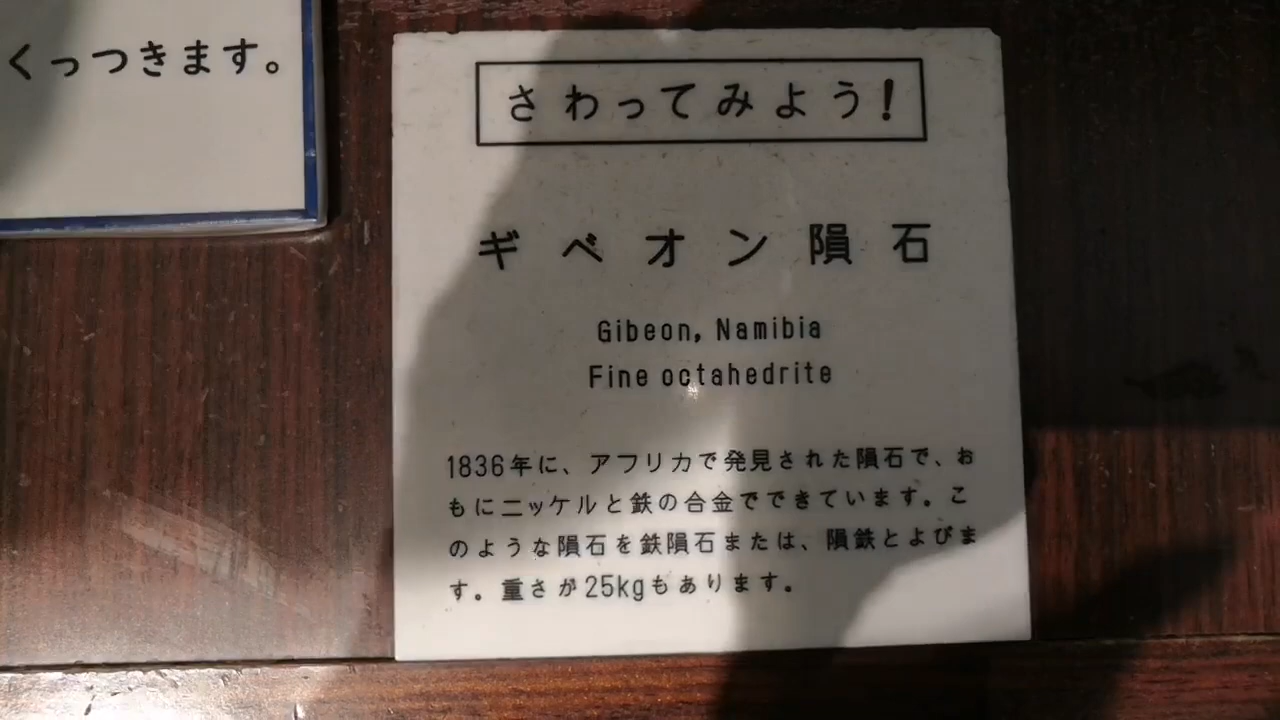 くっつきます。
さわってみよう!
ギベオン隕石
Gibeon, Namibia
Fine octahedrite
1836年に、アフリカで発見された隕石で、お
もにニッケルと鉄の合金でできています。こ
のような隕石を鉄隕石または、隕鉄とよびま
す。重さが25kgもあります。